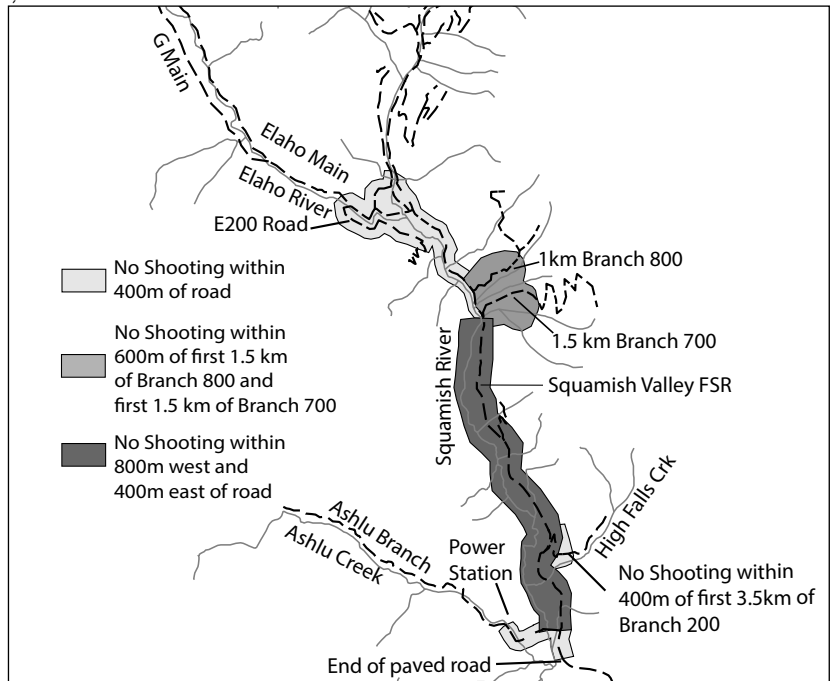 G Main
Elaho Main
Elaho River
E200 Road
No Shooting within
400m of road
1km Branch 800
No Shooting within
600m of first 1.5 km
of Branch 800 and
first 1.5 km of Branch 700
1.5 km Branch 700
Squamish River
Squamish Valley FSR
No Shooting within
800m west and
400m east of road
High Falls Crk
Ashlu Branch
Ashlu Creek
Power
Station
No Shooting within
400m of first 3.5km of
Branch 200
End of paved road